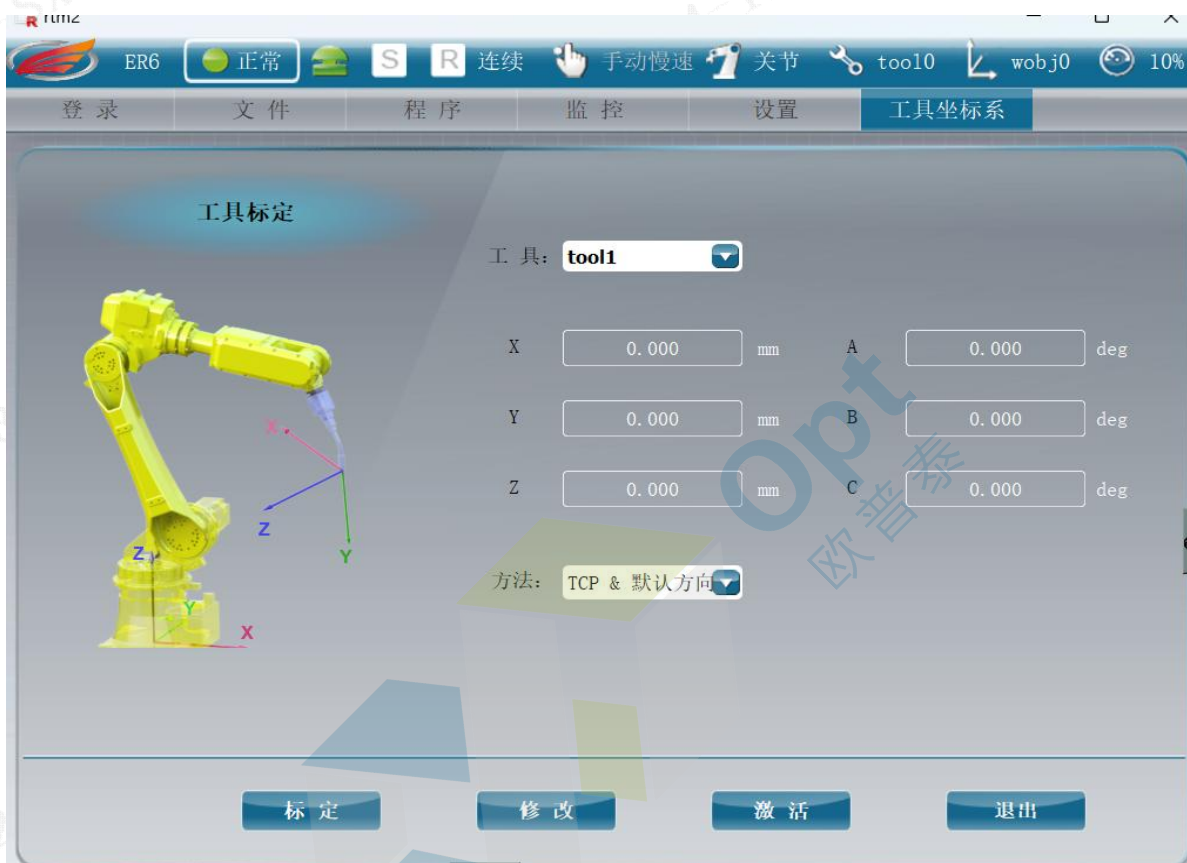 rtm2
ER6 正常 S R 连续 手动慢速 关节 tool0 wobj0 10%
登 录 文 件 程 序 监 控 设置 工具坐标系
工具标定
工 具: tool1
X 0.000 mm A 0.000 deg
Y 0.000 mm B 0.000 deg
Z 0.000 mm C 0.000 deg
方法: TCP & 默认方向
X
Z
Y
Z
Y
X
Opt
欧普泰
标 定 修 改 激 活 退出